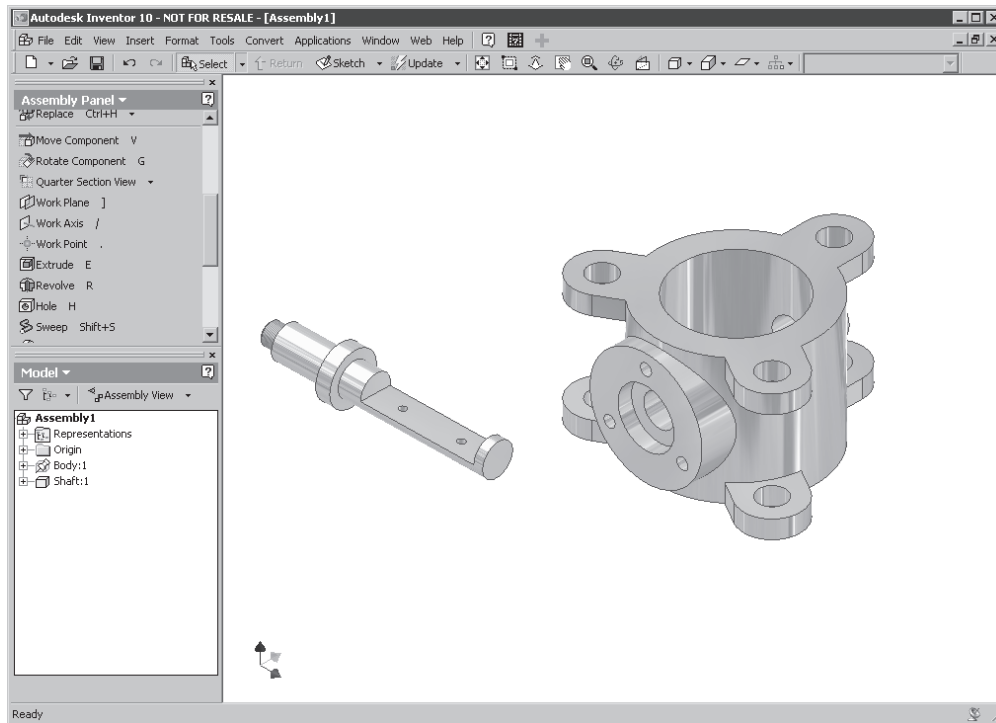 Autodesk Inventor 10 - NOT FOR RESALE - [Assembly1]
File Edit View Insert Format Tools Convert Applications Window Web Help
Select Return Sketch Update
Assembly Panel
Replace Ctrl+H
Move Component V
Rotate Component G
Quarter Section View
Work Plane ]
Work Axis /
Work Point .
Extrude E
Revolve R
Hole H
Sweep Shift+S
Model
Assembly View
Assembly1
Representations
Origin
Body:1
Shaft:1
Ready